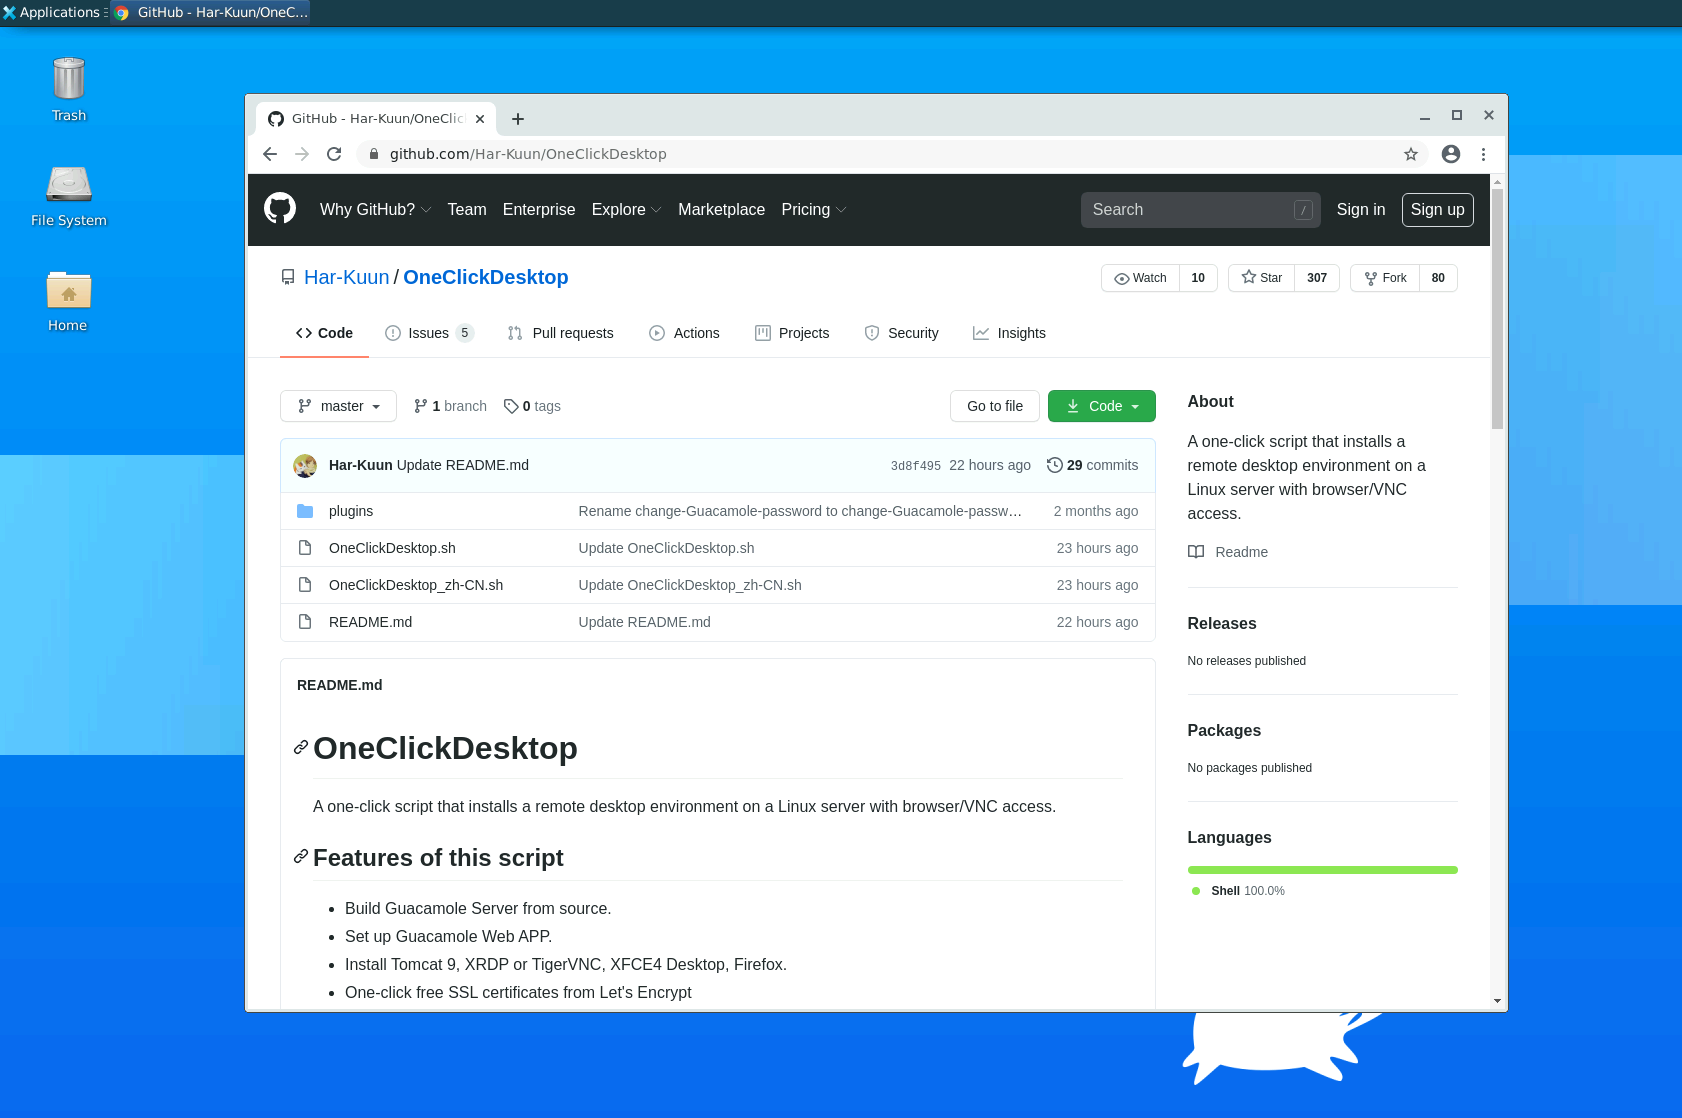 Applications GitHub - Har-Kuun/OneC...
Trash
File System
Home
GitHub - Har-Kuun/OneClic
github.com/Har-Kuun/OneClickDesktop
Why GitHub? Team Enterprise Explore Marketplace Pricing Search / Sign in Sign up
Har-Kuun / OneClickDesktop Watch 10 Star 307 Fork 80
Code Issues 5 Pull requests Actions Projects Security Insights
master 1 branch 0 tags Go to file Code
Har-Kuun Update README.md 3d8f495 22 hours ago 29 commits
plugins Rename change-Guacamole-password to change-Guacamole-passw... 2 months ago
OneClickDesktop.sh Update OneClickDesktop.sh 23 hours ago
OneClickDesktop_zh-CN.sh Update OneClickDesktop_zh-CN.sh 23 hours ago
README.md Update README.md 22 hours ago
README.md
OneClickDesktop
A one-click script that installs a remote desktop environment on a Linux server with browser/VNC access.
Features of this script
Build Guacamole Server from source.
Set up Guacamole Web APP.
Install Tomcat 9, XRDP or TigerVNC, XFCE4 Desktop, Firefox.
One-click free SSL certificates from Let's Encrypt
About
A one-click script that installs a
remote desktop environment on a
Linux server with browser/VNC
access.
Readme
Releases
No releases published
Packages
No packages published
Languages
Shell 100.0%